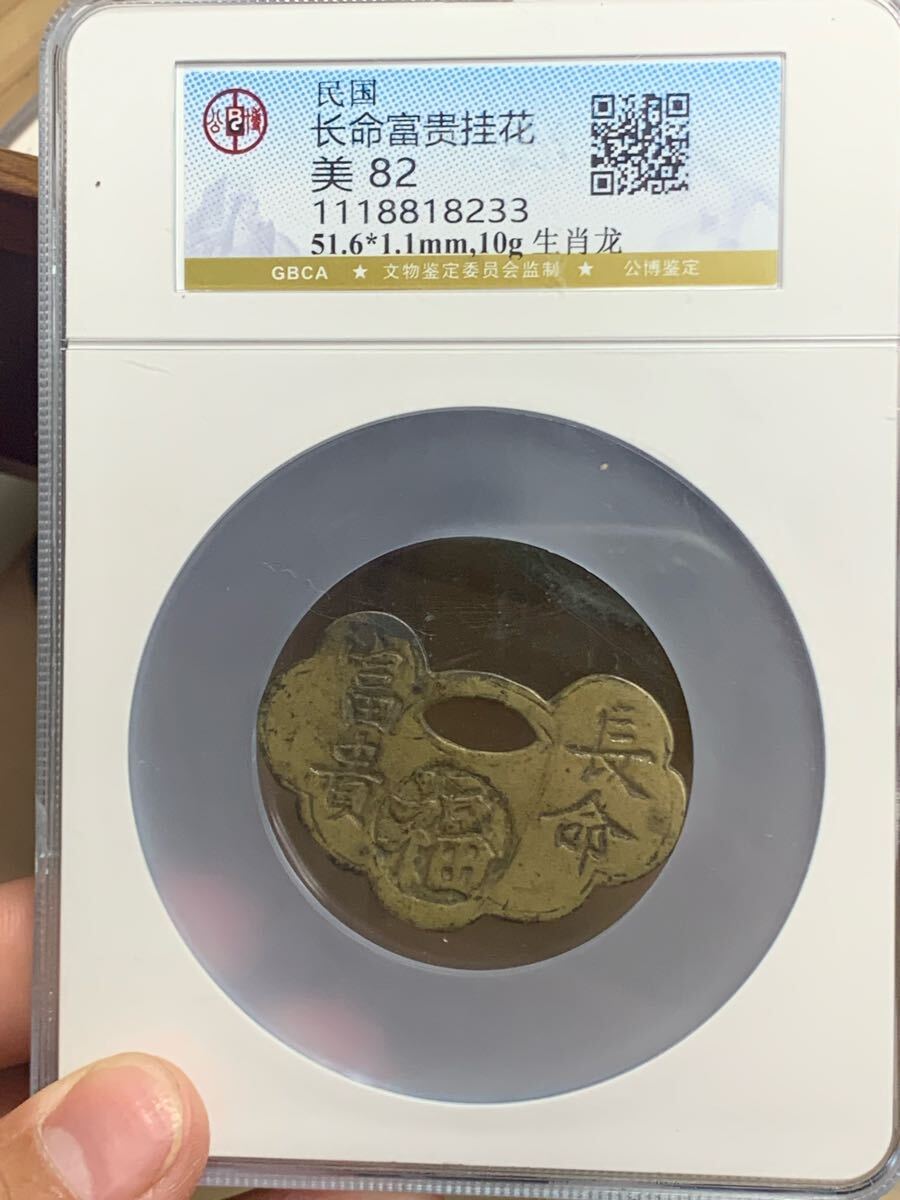 民国
长命富贵挂花
美 82
1118818233
51.6*1.1mm,10g 生肖龙
GBCA ★ 文物鉴定委员会监制 ★ 公博鉴定
公博
長命
富貴
福